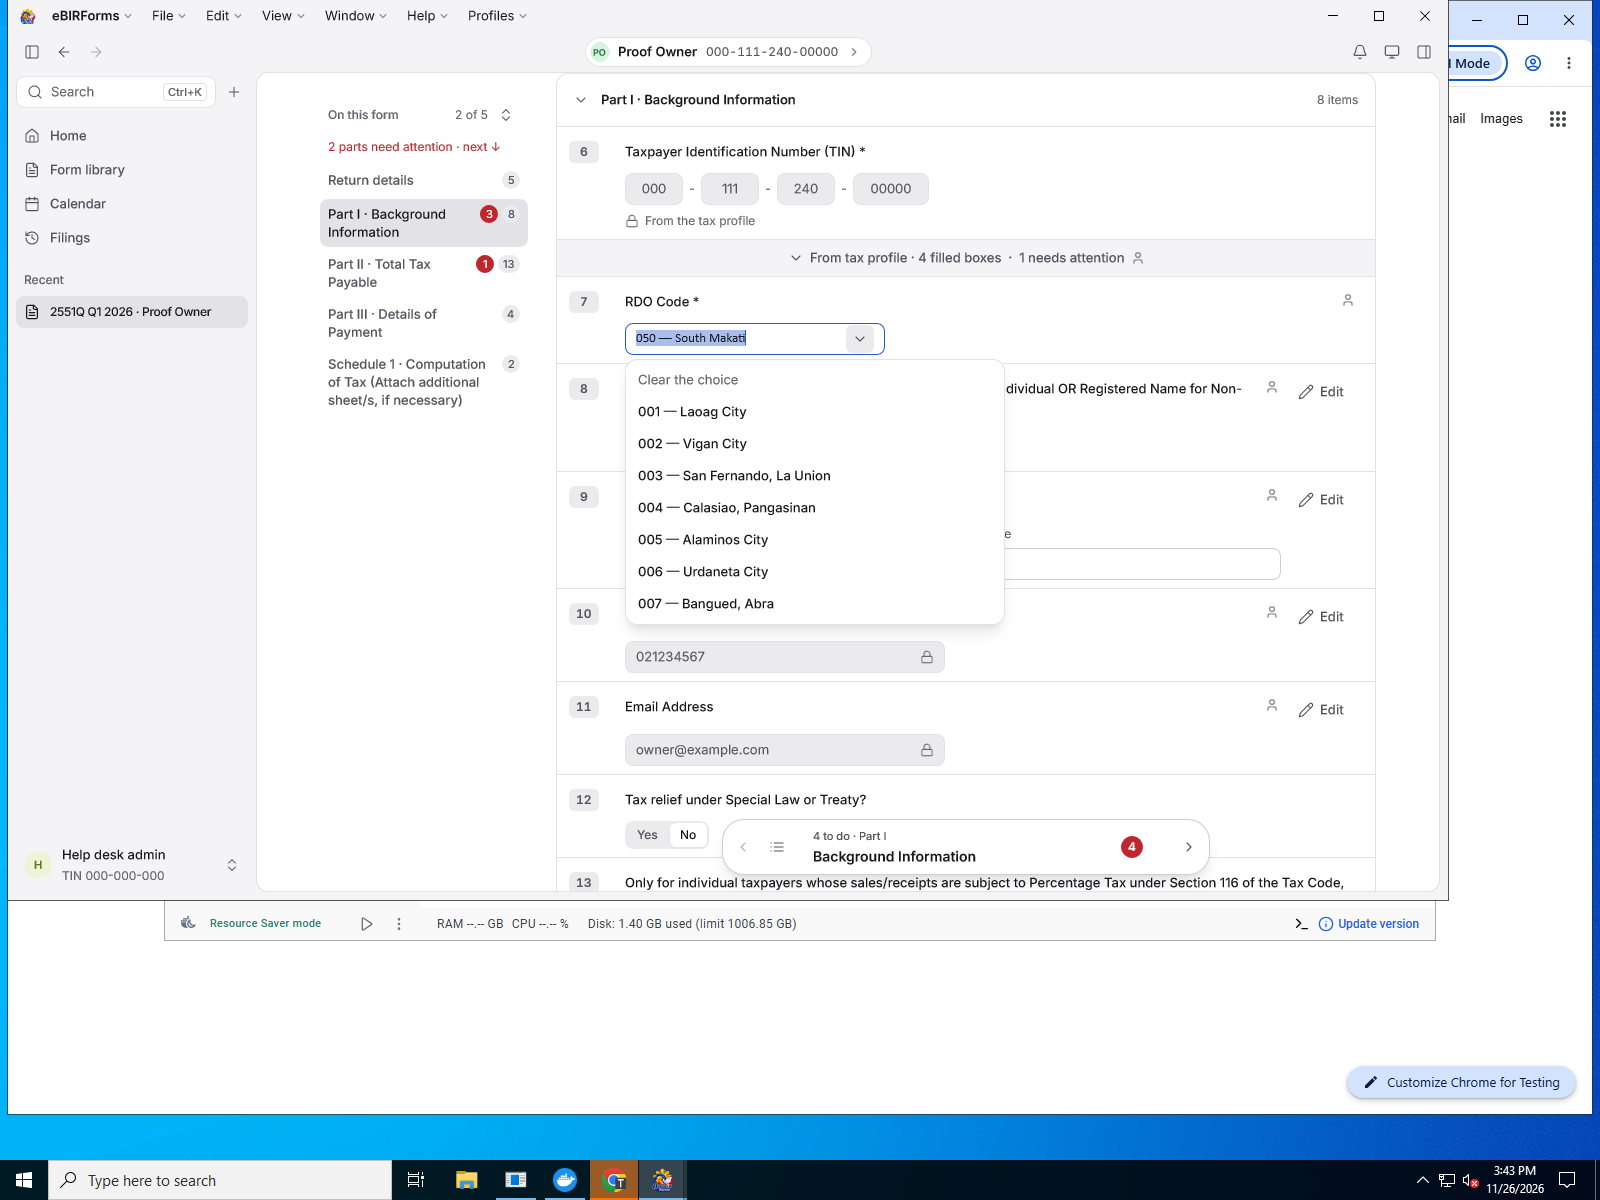 eBIRForms File Edit View Window Help Profiles
PO Proof Owner 000-111-240-00000
Search Ctrl+K
Home
Form library
Calendar
Filings
Recent
2551Q Q1 2026 · Proof Owner
H Help desk admin
TIN 000-000-000
On this form 2 of 5
2 parts need attention · next ↓
Return details 5
Part I · Background Information 3 8
Part II · Total Tax Payable 1 13
Part III · Details of Payment 4
Schedule 1 · Computation of Tax (Attach additional sheet/s, if necessary) 2
Part I · Background Information 8 items
6 Taxpayer Identification Number (TIN) *
000 - 111 - 240 - 00000
From the tax profile
From tax profile · 4 filled boxes · 1 needs attention
7 RDO Code *
050 — South Makati
Clear the choice
001 — Laoag City
002 — Vigan City
003 — San Fernando, La Union
004 — Calasiao, Pangasinan
005 — Alaminos City
006 — Urdaneta City
007 — Bangued, Abra
8 dividual OR Registered Name for Non- Edit
9 Edit
e
10 Edit
021234567
11 Email Address Edit
owner@example.com
12 Tax relief under Special Law or Treaty?
Yes No
4 to do · Part I
Background Information 4
13 Only for individual taxpayers whose sales/receipts are subject to Percentage Tax under Section 116 of the Tax Code,
Mode
ail Images
Resource Saver mode RAM --.-- GB CPU --.-- % Disk: 1.40 GB used (limit 1006.85 GB) Update version
Customize Chrome for Testing
Type here to search
3:43 PM
11/26/2026